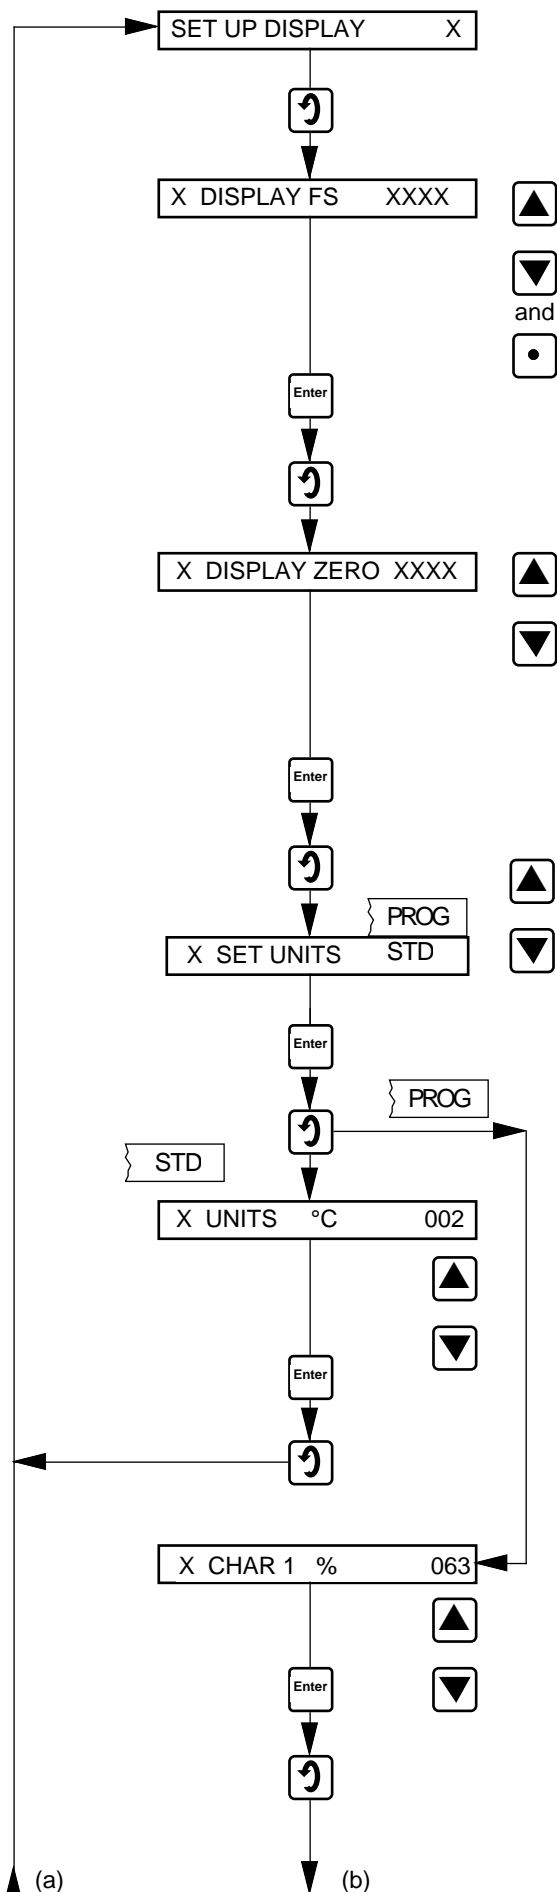 SET UP DISPLAY X
X DISPLAY FS XXXX
and
Enter
X DISPLAY ZERO XXXX
Enter
PROG
X SET UNITS STD
Enter
PROG
STD
X UNITS °C 002
Enter
X CHAR 1 % 063
Enter
(a) (b)